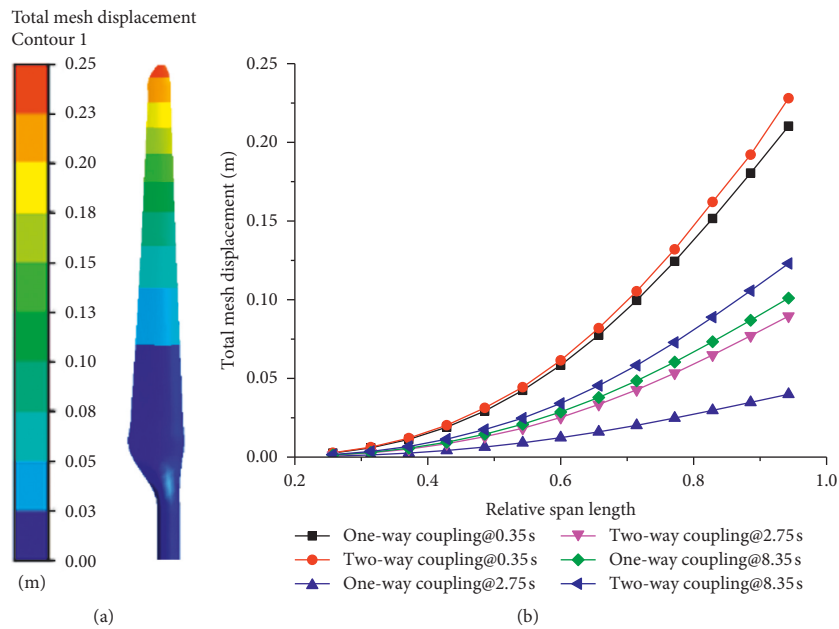 Total mesh displacement
Contour 1
0.25
0.23
0.20
0.18
0.15
0.13
0.10
0.08
0.05
0.03
0.00
(m)
(a)
Total mesh displacement (m)
0.25
0.20
0.15
0.10
0.05
0.00
0.2
0.4
0.6
0.8
1.0
Relative span length
One-way coupling@0.35 s
Two-way coupling@0.35 s
One-way coupling@2.75 s
Two-way coupling@2.75 s
One-way coupling@8.35 s
Two-way coupling@8.35 s
(b)